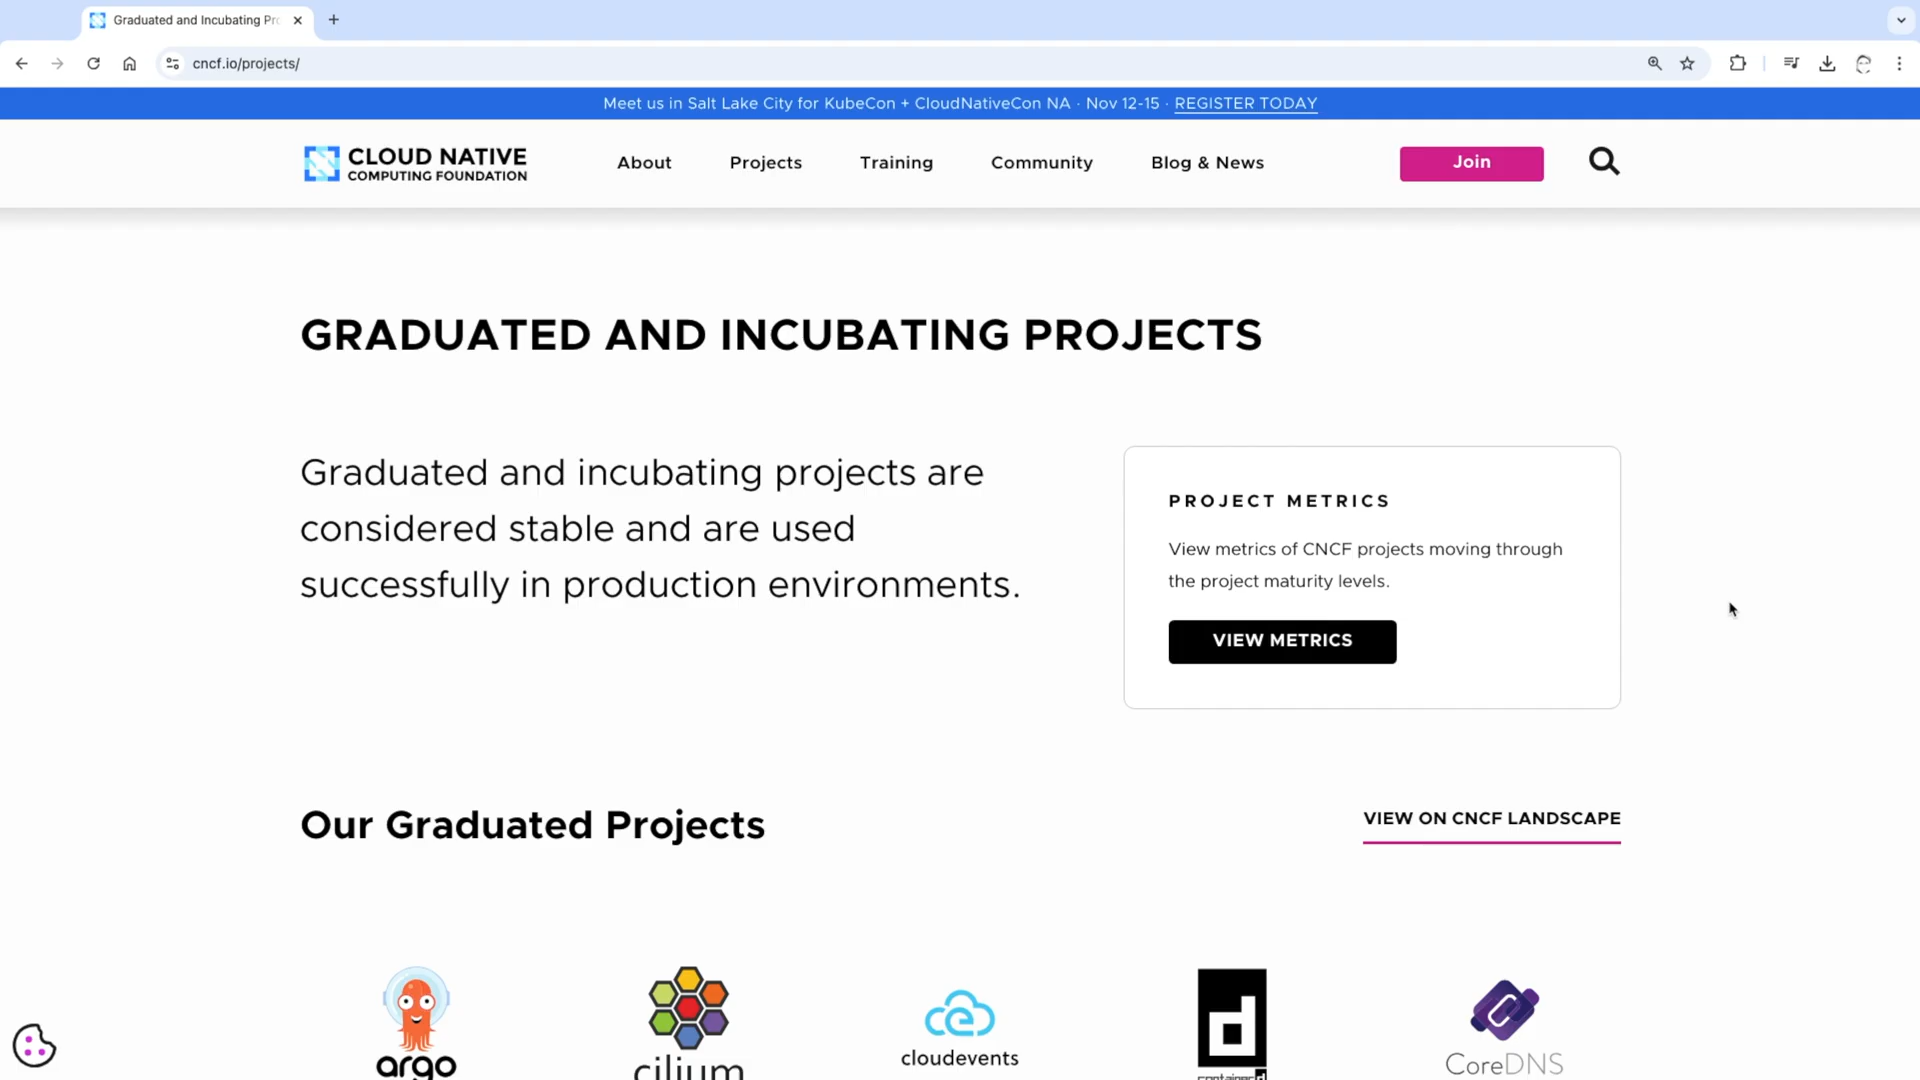 Graduated and Incubating Pro
cncf.io/projects/
Meet us in Salt Lake City for KubeCon + CloudNativeCon NA · Nov 12-15 · REGISTER TODAY
CLOUD NATIVE
COMPUTING FOUNDATION
About
Projects
Training
Community
Blog & News
Join
GRADUATED AND INCUBATING PROJECTS
Graduated and incubating projects are
considered stable and are used
successfully in production environments.
PROJECT METRICS
View metrics of CNCF projects moving through
the project maturity levels.
VIEW METRICS
Our Graduated Projects
VIEW ON CNCF LANDSCAPE
argo
cilium
cloudevents
containerd
CoreDNS